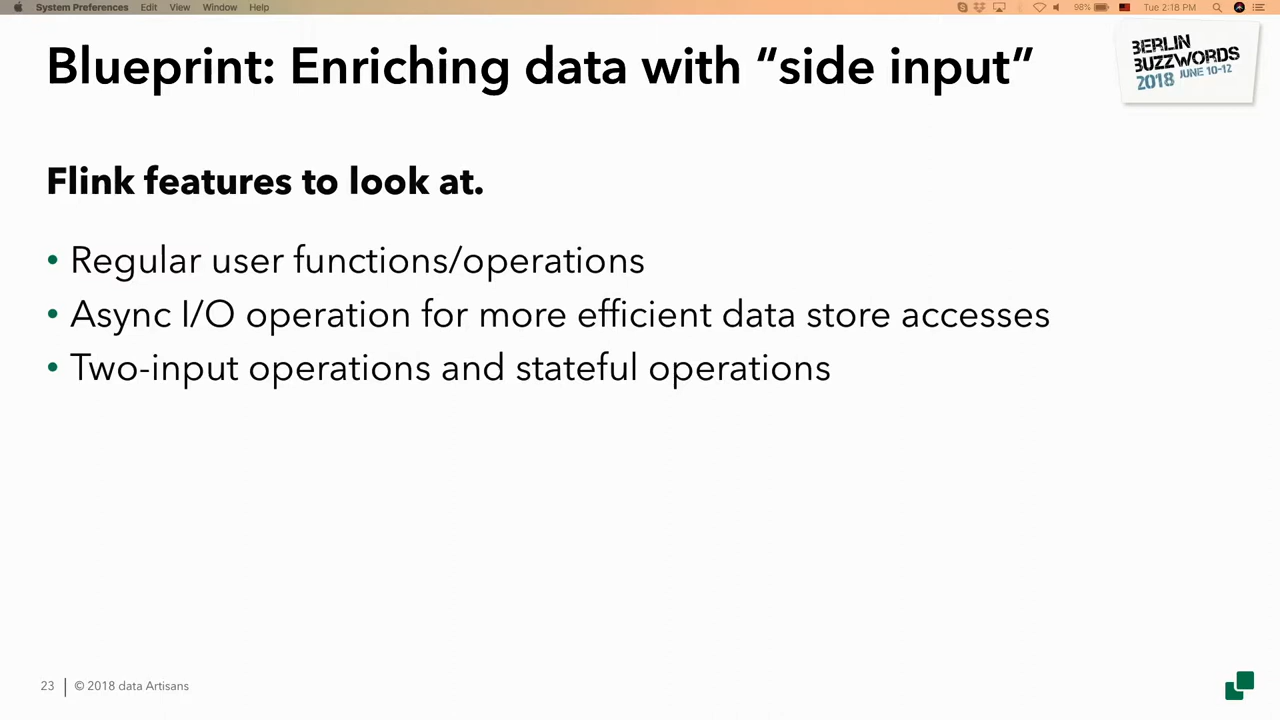 System Preferences Edit View Window Help 98% Tue 2:18 PM
Blueprint: Enriching data with “side input”
BERLIN
BUZZWORDS
2018 JUNE 10-12
Flink features to look at.
• Regular user functions/operations
• Async I/O operation for more efficient data store accesses
• Two-input operations and stateful operations
23 © 2018 data Artisans